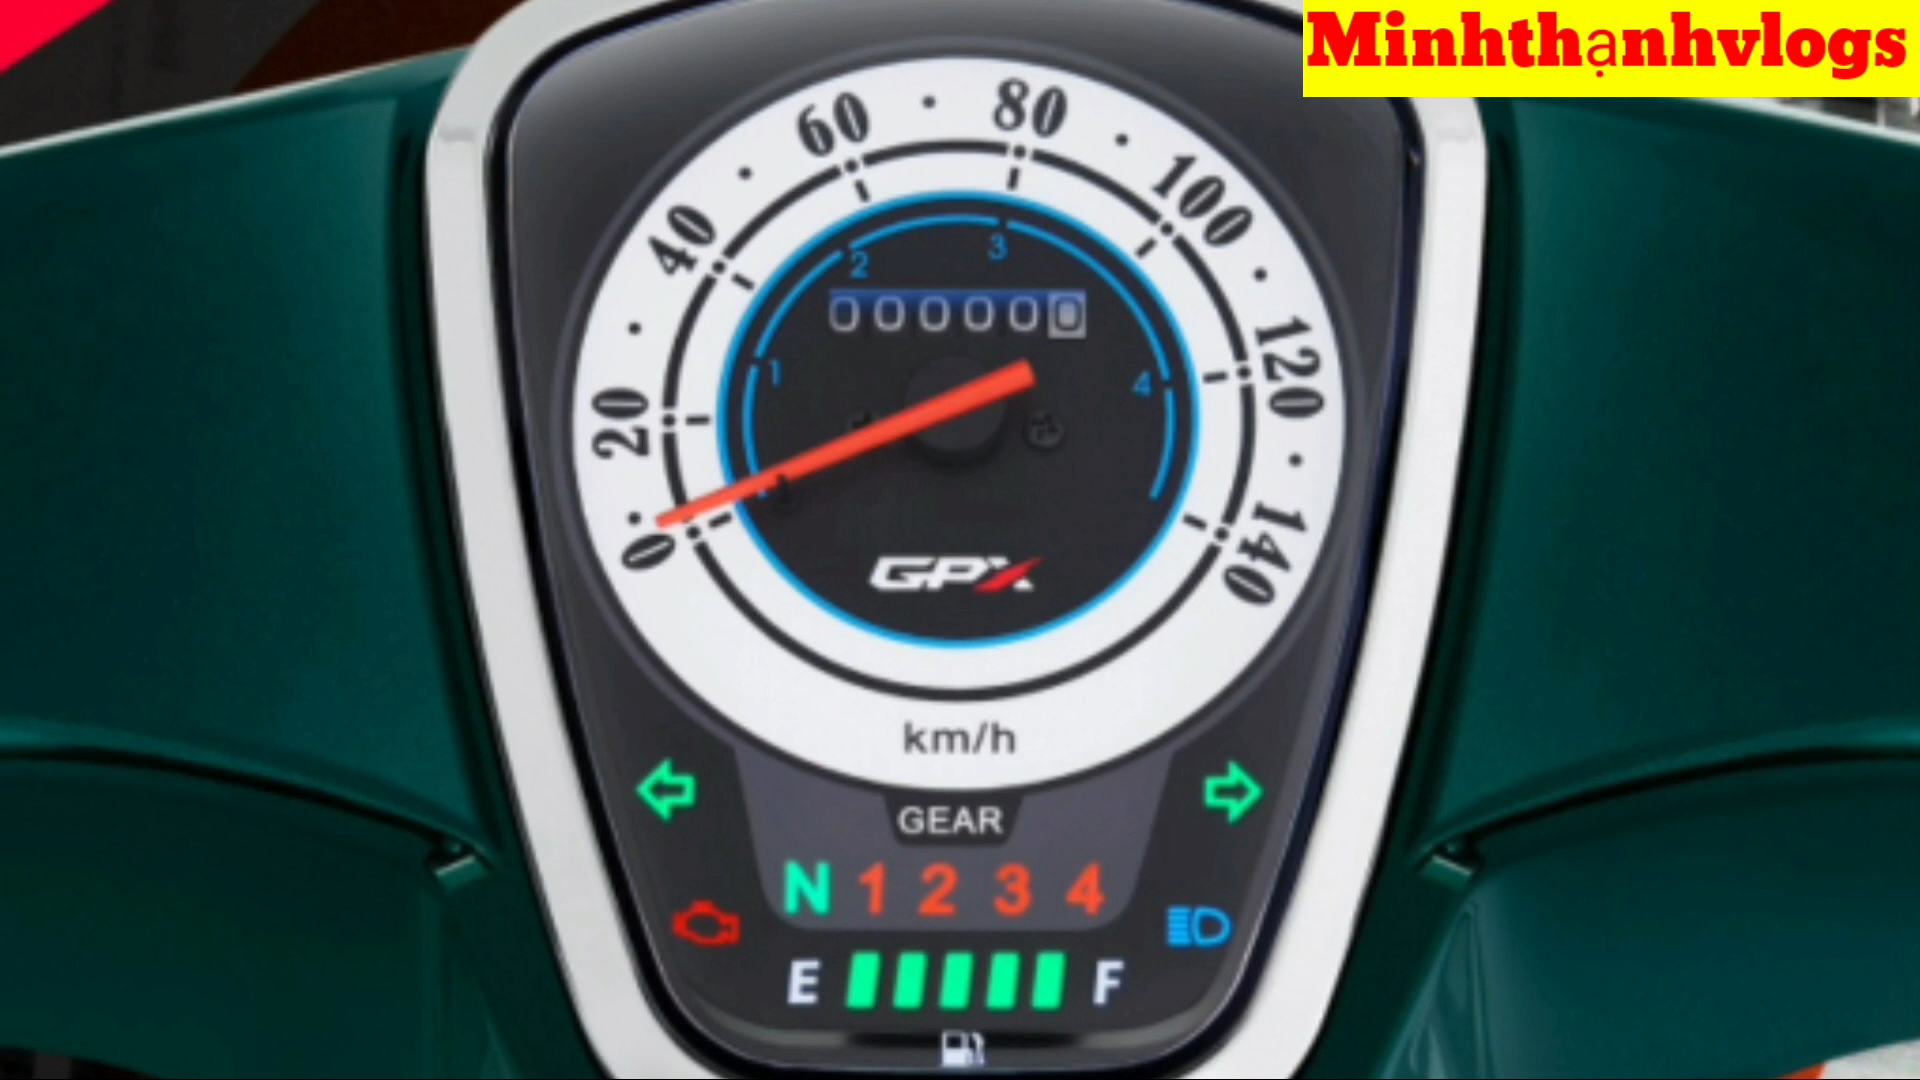 Minhthạnhvlogs
60 80
40 100
2 3
000000
20 1 4 120
0 140
GPX
km/h
GEAR
N 1 2 3 4
E F